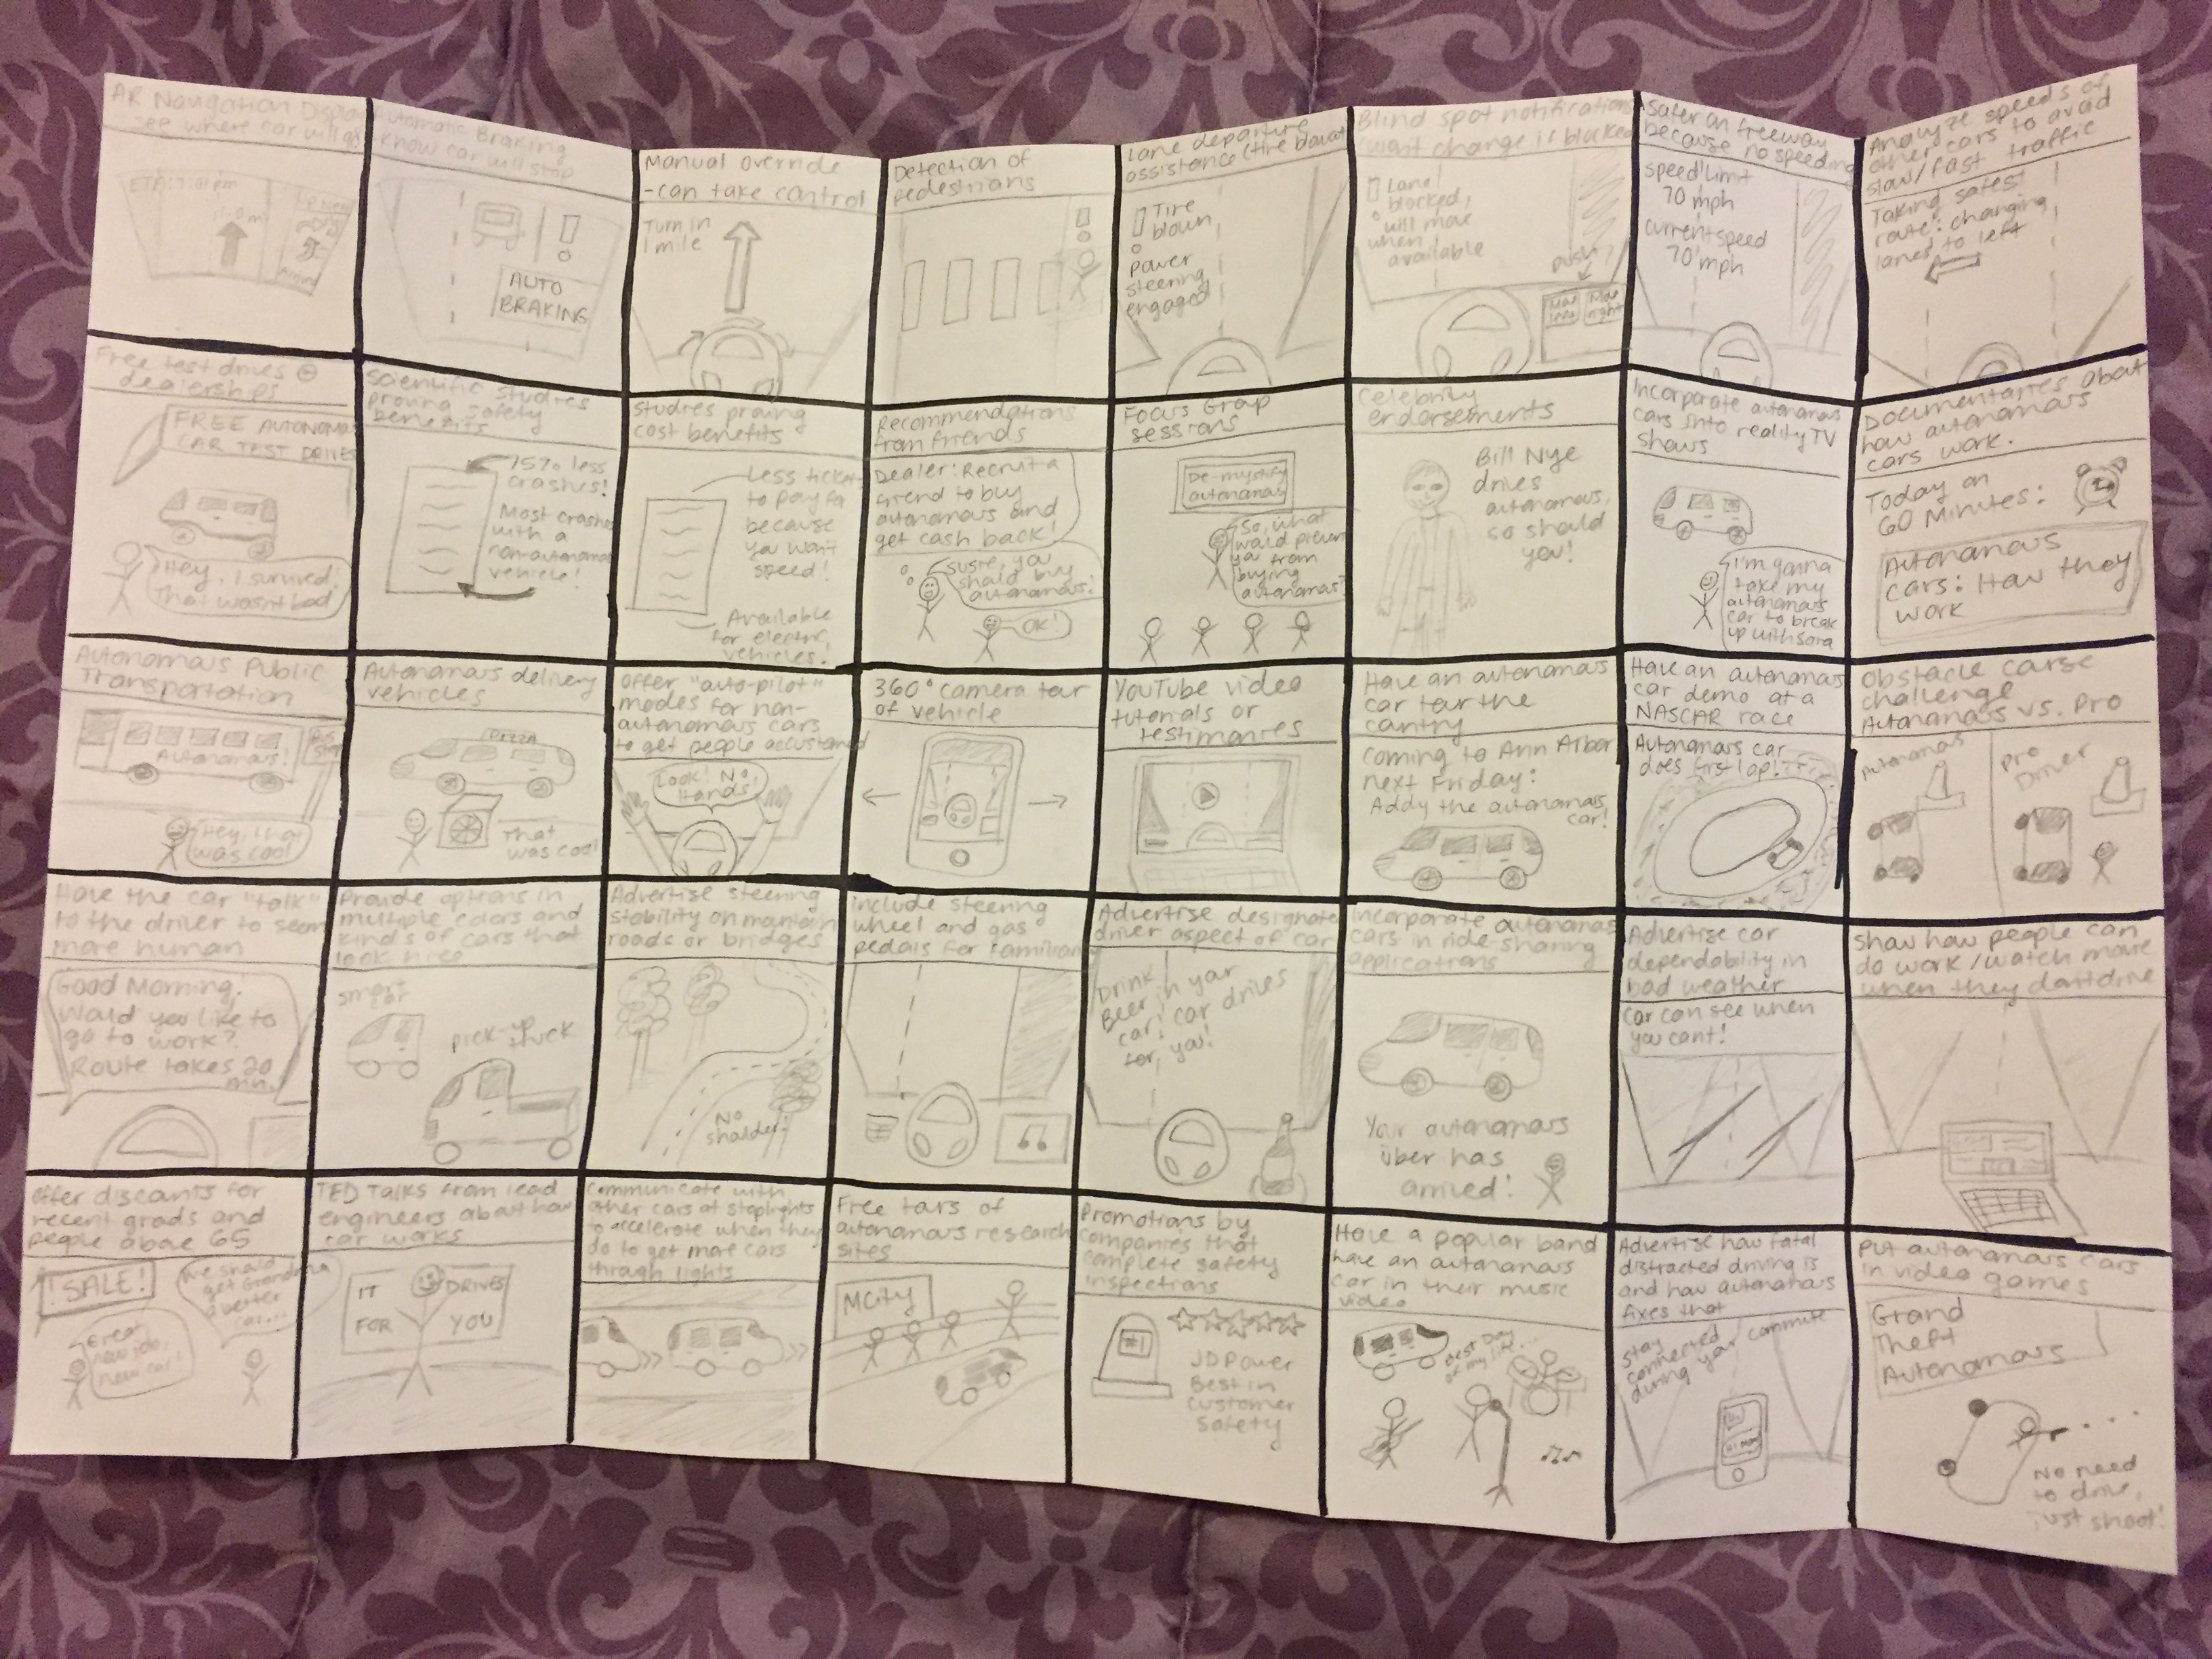 AR Navigation Display
-see where car will go
ETA: 7:01 pm
Automatic Braking
-know car will stop
!
AUTO
BRAKING
Manual override
-can take control
Turn in
1 mile
Detection of
pedestrians
!
Lane departure
assistance (tire blowout
! Tire
blown,
power
steering
engaged
Blind spot notifications
(won't change if blocked
! Lane
blocked,
will move
when
available
push
Move
left
Move
right
Safer on freeway
because no speeding
speed limit
70 mph
current speed
70 mph
Analyze speeds of
other cars to avoid
slow/fast traffic
Taking safest
route: changing
lanes to left
Free test drives @
dealerships
FREE AUTONOMOUS
CAR TEST DRIVES
Hey, I survived!
That wasn't bad
Scientific studies
proving safety
benefits
75% less
crashes!
Most crashes
with a
non-autonomous
vehicle!
Studies proving
cost benefits
Less tickets
to pay for
because
you won't
speed!
Available
for electric
vehicles!
Recommendations
from friends
Dealer: Recruit a
friend to buy
autonomous and
get cash back!
Susie, you
should buy
autonomous!
OK!
Focus Group
sessions
De-mystify
autonomous
So, what
would prevent
you from
buying
autonomous?
Celebrity
endorsements
Bill Nye
drives
autonomous,
so should
you!
Incorporate autonomous
cars into reality TV
shows
I'm gonna
take my
autonomous
car to break
up with Sara
Documentaries about
how autonomous
cars work.
Today on
60 Minutes:
Autonomous
cars: How they
work
Autonomous Public
Transportation
Autonomous!
Bus
Stop
Hey, that
was cool
Autonomous delivery
vehicles
PIZZA
That
was cool
Offer "auto-pilot"
modes for non-
autonomous cars
to get people accustomed
Look! No
Hands!
360° camera tour
of vehicle
YouTube video
tutorials or
testimonies
Have an autonomous
car tour the
country
Coming to Ann Arbor
next Friday:
Addy the autonomous
car!
Have an autonomous
car demo at a
NASCAR race
Autonomous car
does first lap!
Obstacle course
challenge
Autonomous vs. Pro
Autonomous
Pro
Driver
Have the car "talk"
to the driver to seem
more human
Good Morning!
Would you like to
go to work?
Route takes 20
min.
Provide options in
multiple colors and
kinds of cars that
look nice
smart
car
pick-up
truck
Advertise steering
stability on mountain
roads or bridges
No
shoulder!
Include steering
wheel and gas
pedals for familiarity
Advertise designated
driver aspect of car
Drink
Beer in your
car! car drives
for you!
Incorporate autonomous
cars in ride-sharing
applications
Your autonomous
Uber has
arrived!
Advertise car
dependability in
bad weather
Car can see when
you cant!
Show how people can
do work/watch movie
when they dont drive
Offer discounts for
recent grads and
people above 65
! SALE!
We should
get Grandma
a better
car...
Great
new job,
new car!
TED Talks from lead
engineers about how
car works
IT DRIVES
FOR YOU
Communicate with
other cars at stoplights
to accelerate when they
do to get more cars
through lights
Free tours of
autonomous research
sites
MCity
Promotions by
companies that
complete safety
inspections
#1
JD Power
Best in
Customer
Safety
Have a popular band
have an autonomous
car in their music
video
Best Day
of my life...
Advertise how fatal
distracted driving is
and how autonomous
fixes that
Stay
connected
during your commute
Put autonomous cars
in video games
Grand
Theft
Autonomous
No need
to drive,
just shoot!